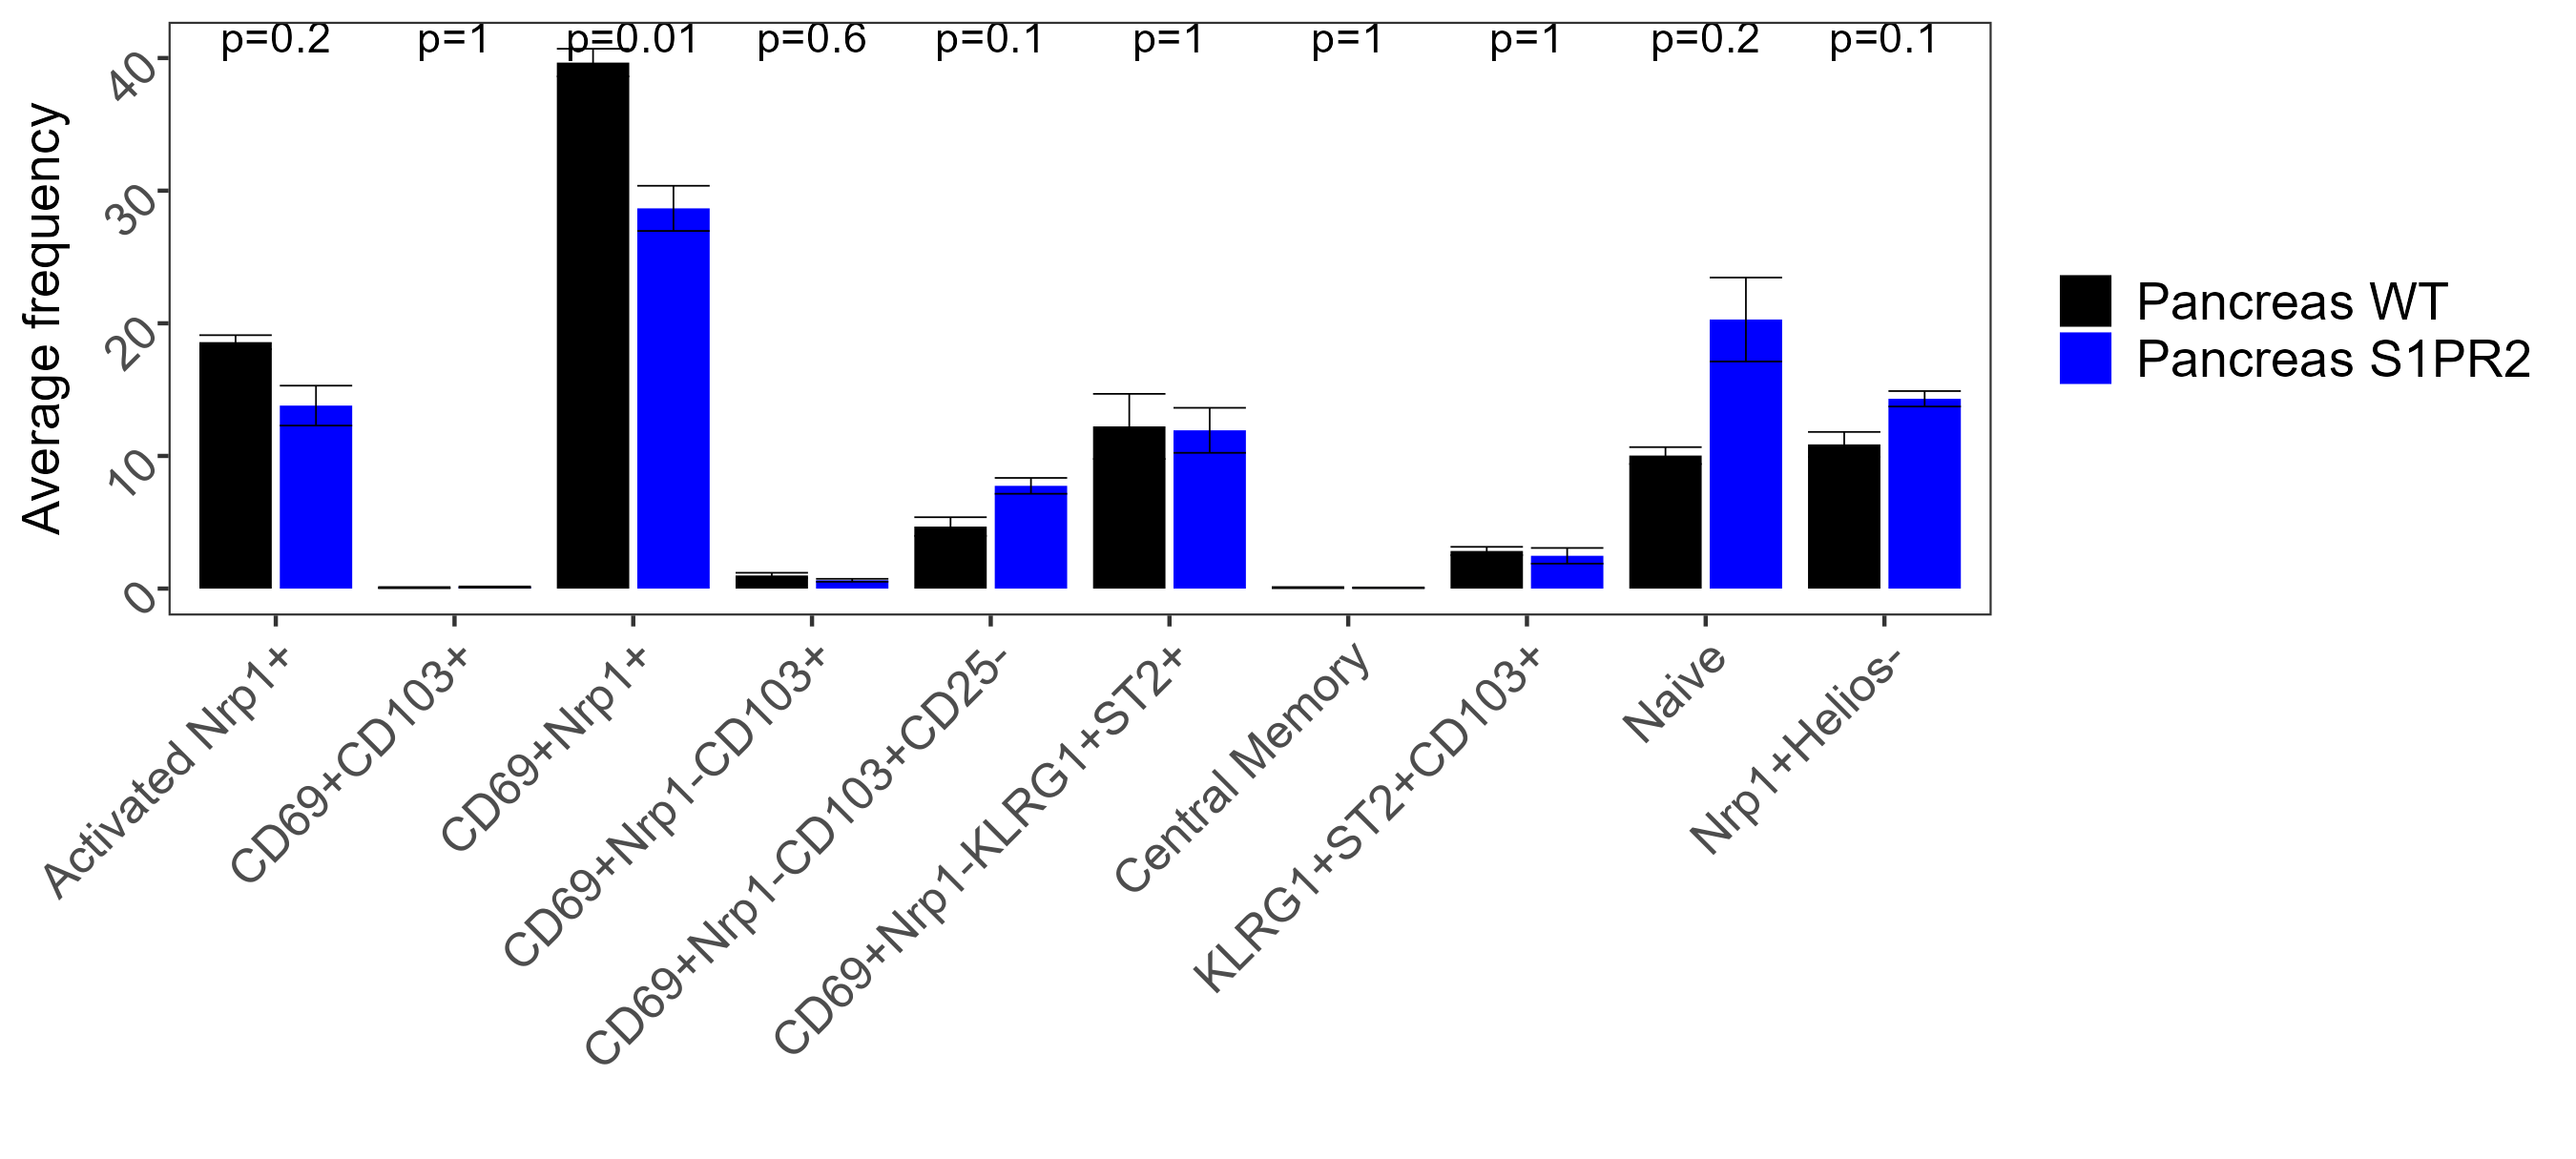 p=0.2 p=1 p=0.01 p=0.6 p=0.1 p=1 p=1 p=1 p=0.2 p=0.1
Average frequency
40
30
20
10
0
Activated Nrp1+
CD69+CD103+
CD69+Nrp1+
CD69+Nrp1-CD103+
CD69+Nrp1-CD103+CD25-
CD69+Nrp1-KLRG1+ST2+
Central Memory
KLRG1+ST2+CD103+
Naive
Nrp1+Helios-
Pancreas WT
Pancreas S1PR2